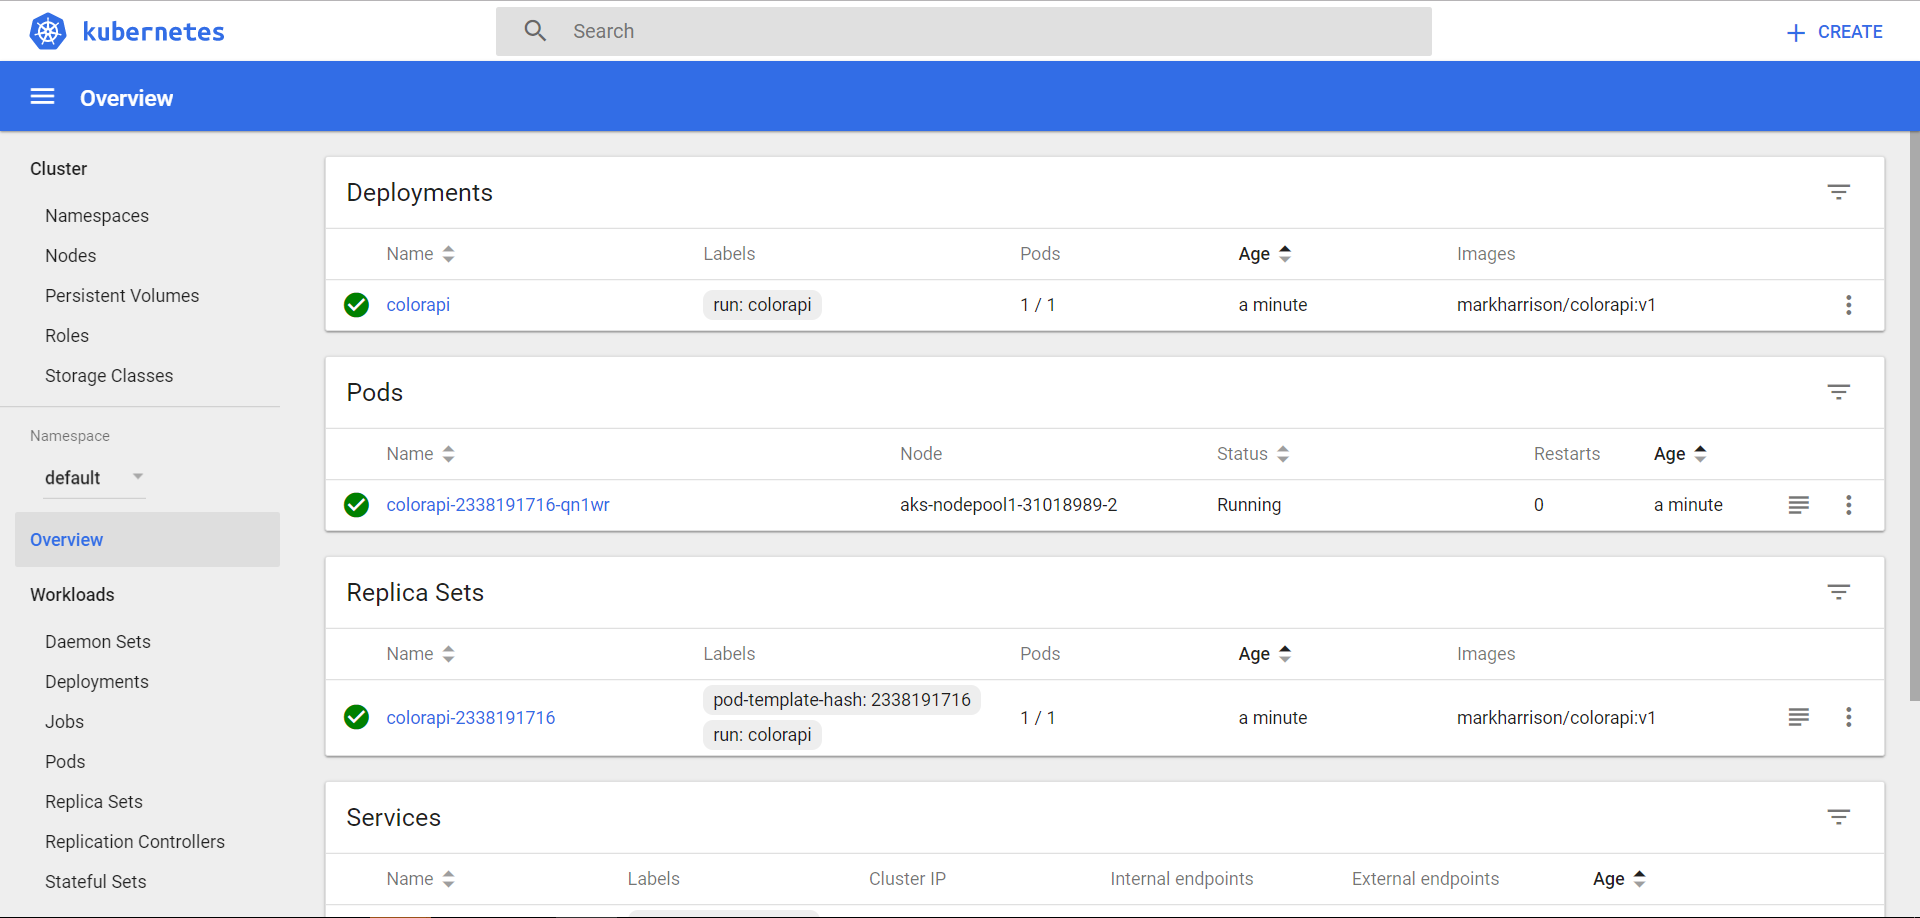 kubernetes
Search
CREATE
Overview
Cluster
Namespaces
Nodes
Persistent Volumes
Roles
Storage Classes
Namespace
default
Overview
Workloads
Daemon Sets
Deployments
Jobs
Pods
Replica Sets
Replication Controllers
Stateful Sets
Deployments
Name Labels Pods Age Images
colorapi run: colorapi 1 / 1 a minute markharrison/colorapi:v1
Pods
Name Node Status Restarts Age
colorapi-2338191716-qn1wr aks-nodepool1-31018989-2 Running 0 a minute
Replica Sets
Name Labels Pods Age Images
pod-template-hash: 2338191716
colorapi-2338191716 1 / 1 a minute markharrison/colorapi:v1
run: colorapi
Services
Name Labels Cluster IP Internal endpoints External endpoints Age